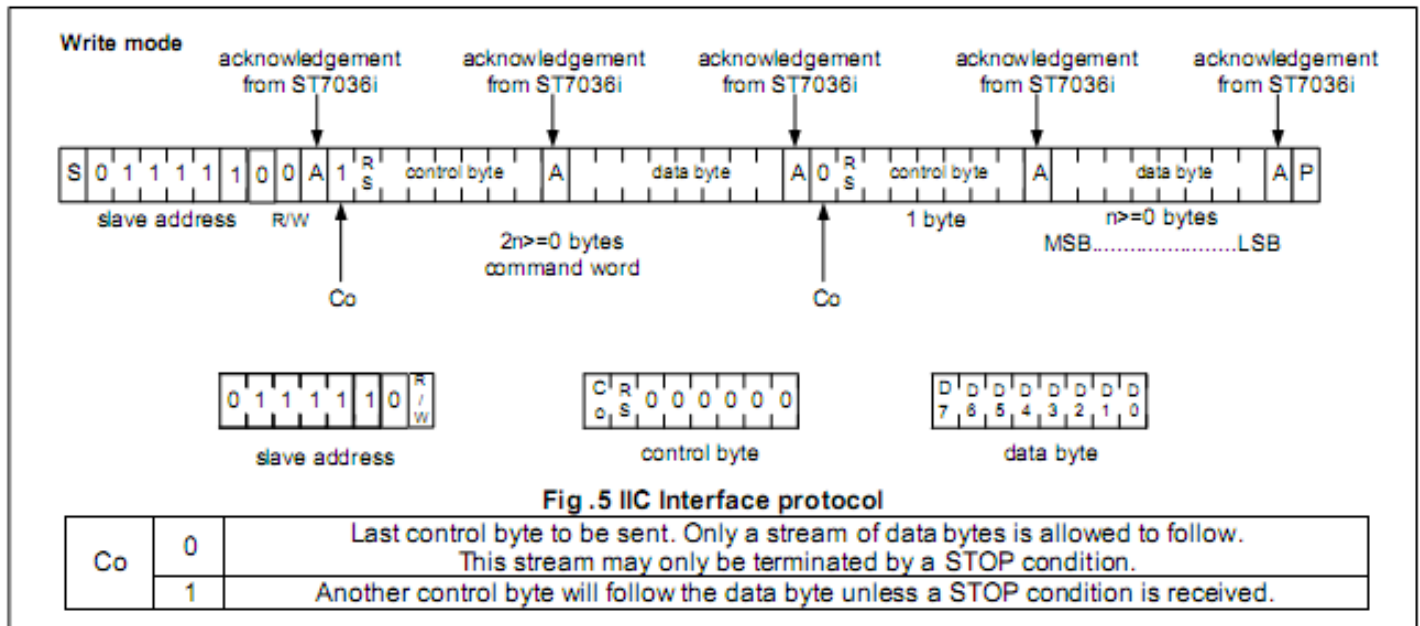 Write mode
acknowledgement acknowledgement acknowledgement acknowledgement acknowledgement
from ST7036i from ST7036i from ST7036i from ST7036i from ST7036i
S 0 1 1 1 1 1 0 0 A 1 RS control byte A data byte A 0 RS control byte A data byte A P
slave address R/W 1 byte n>=0 bytes
2n>=0 bytes MSB........................LSB
command word
Co Co
0 1 1 1 1 1 0 R/W Co RS 0 0 0 0 0 0 D7 D6 D5 D4 D3 D2 D1 D0
slave address control byte data byte
Fig .5 IIC Interface protocol
Co 0 Last control byte to be sent. Only a stream of data bytes is allowed to follow.
This stream may only be terminated by a STOP condition.
1 Another control byte will follow the data byte unless a STOP condition is received.